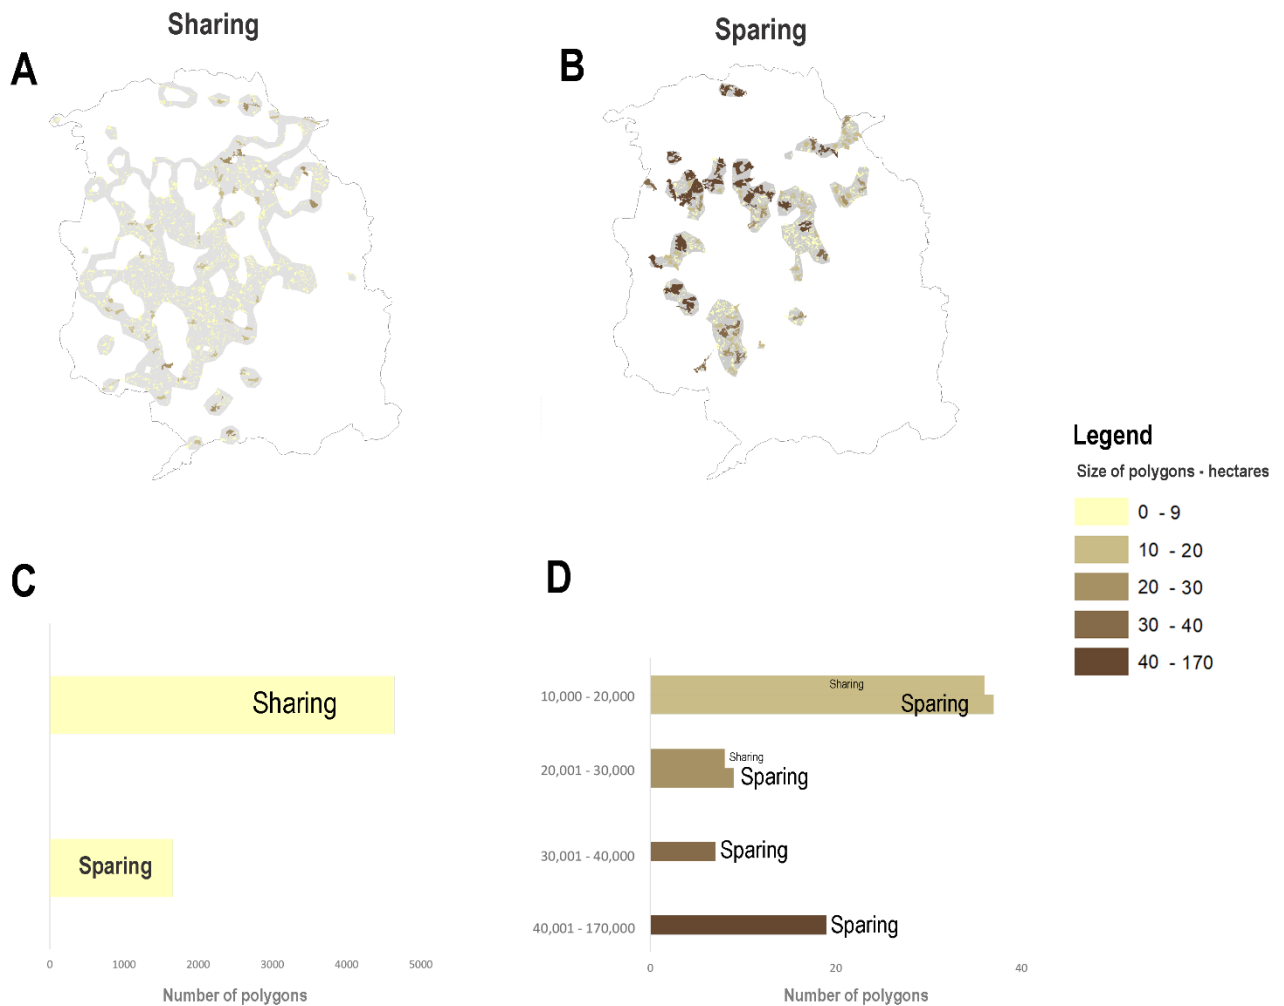 Sharing
Sparing
A
B
Legend
Size of polygons - hectares
0 - 9
10 - 20
20 - 30
30 - 40
40 - 170
C
D
Sharing
Sparing
0
1000
2000
3000
4000
5000
Number of polygons
10,000 - 20,000
Sharing
Sparing
20,001 - 30,000
Sharing
Sparing
30,001 - 40,000
Sparing
40,001 - 170,000
Sparing
0
20
40
Number of polygons